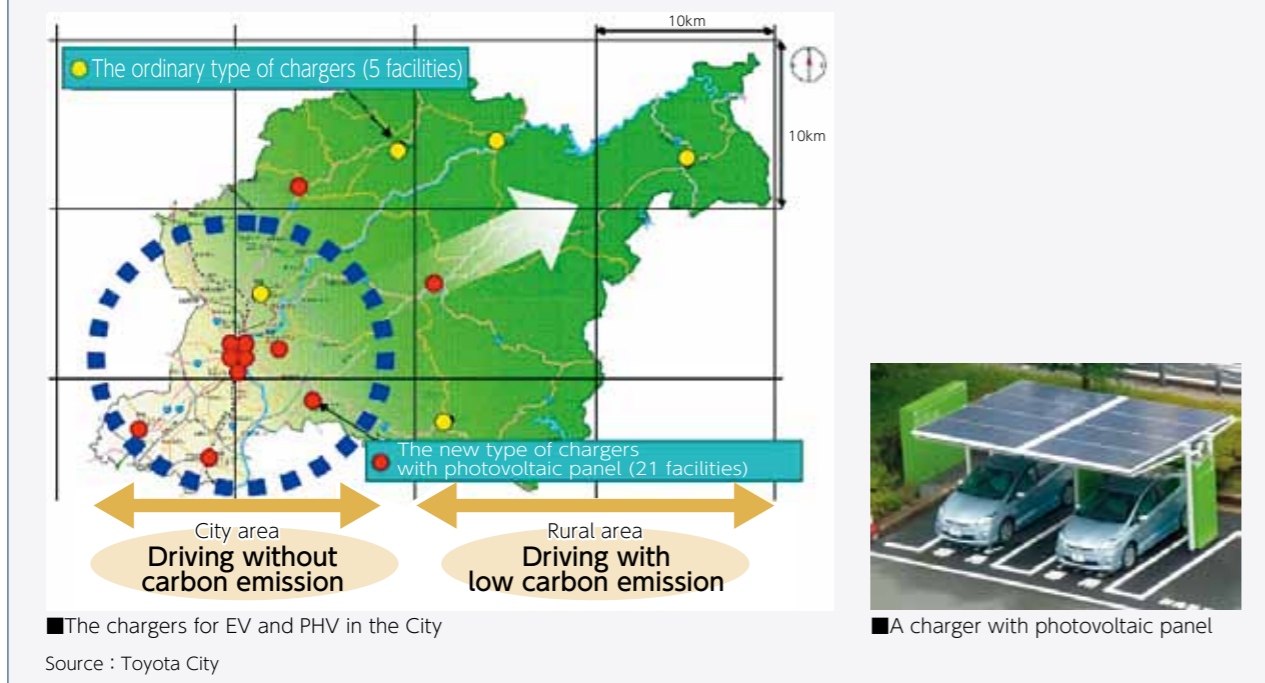 10km
The ordinary type of chargers (5 facilities)
10km
The new type of chargers
with photovoltaic panel (21 facilities)
City area
Driving without
carbon emission
Rural area
Driving with
low carbon emission
■The chargers for EV and PHV in the City
■A charger with photovoltaic panel
Source：Toyota City